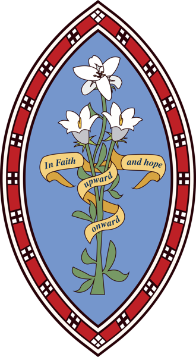 In Faith
and hope
upward
onward